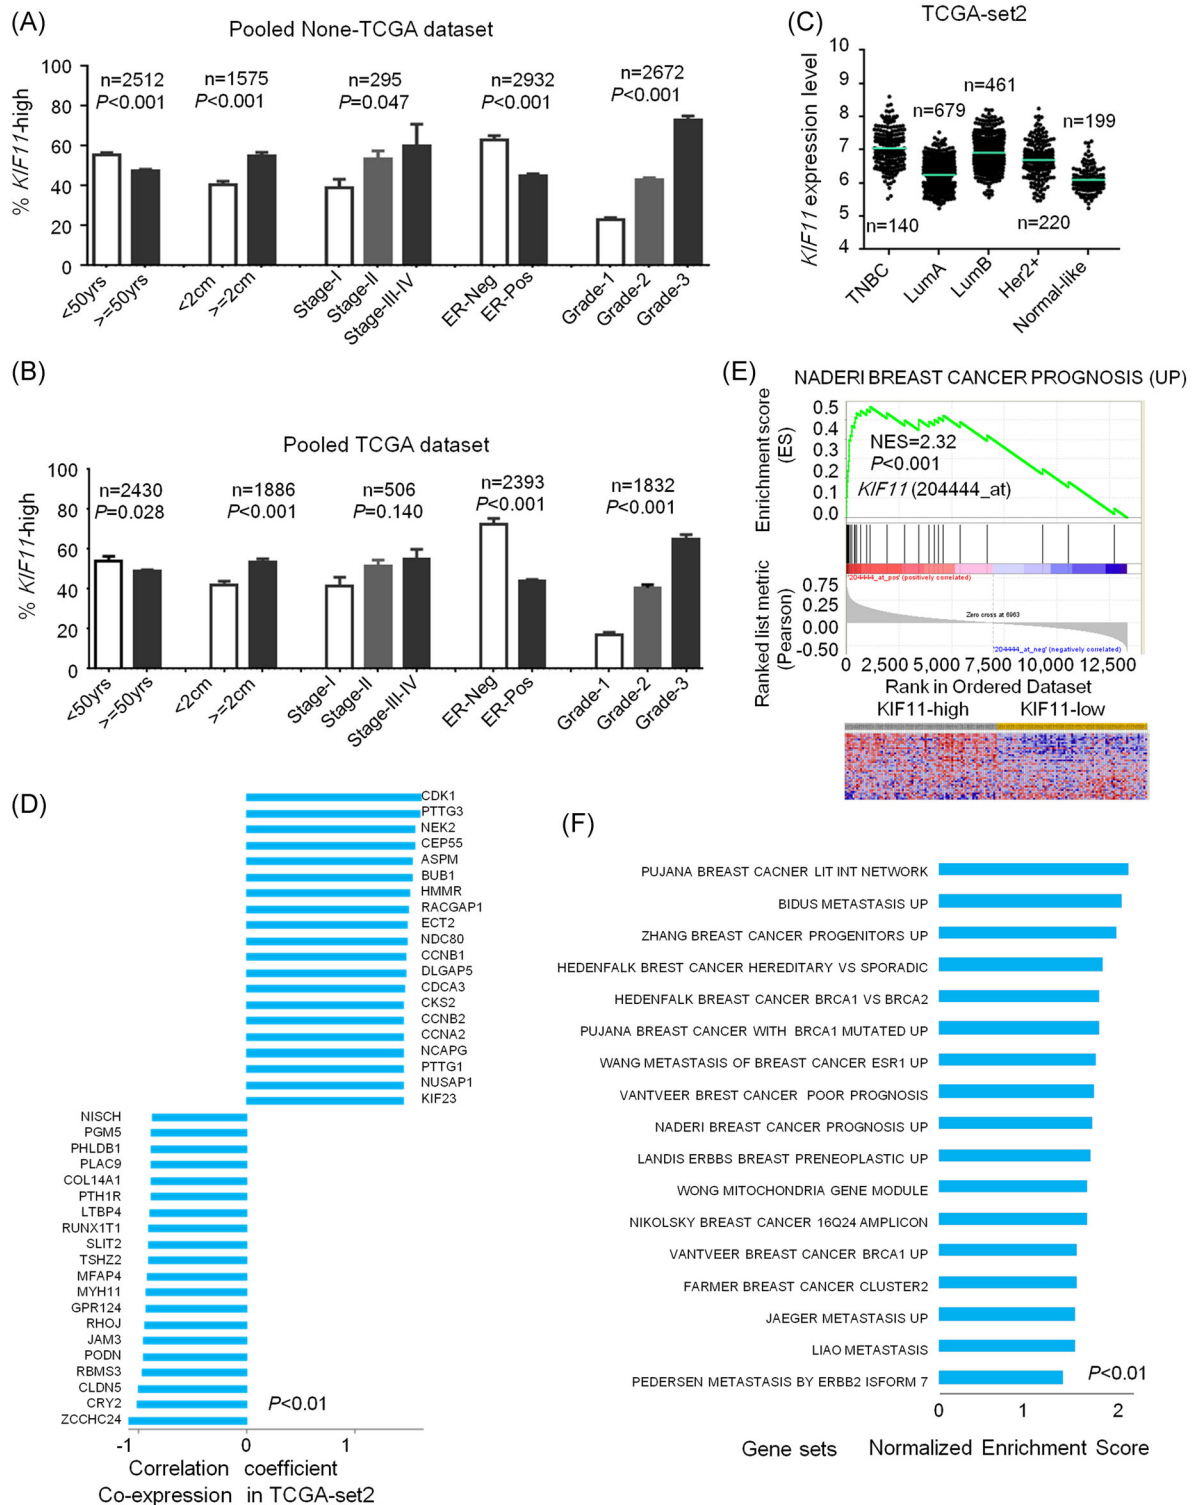 (A)
Pooled None-TCGA dataset
% KIF11-high
100
80
60
40
20
0
n=2512
P<0.001
n=1575
P<0.001
n=295
P=0.047
n=2932
P<0.001
n=2672
P<0.001
<50yrs
>=50yrs
<2cm
>=2cm
Stage-I
Stage-II
Stage-III-IV
ER-Neg
ER-Pos
Grade-1
Grade-2
Grade-3
(B)
Pooled TCGA dataset
% KIF11-high
100
80
60
40
20
0
n=2430
P=0.028
n=1886
P<0.001
n=506
P=0.140
n=2393
P<0.001
n=1832
P<0.001
<50yrs
>=50yrs
<2cm
>=2cm
Stage-I
Stage-II
Stage-III-IV
ER-Neg
ER-Pos
Grade-1
Grade-2
Grade-3
(C)
TCGA-set2
KIF11 expression level
10
9
8
7
6
5
4
n=140
n=679
n=461
n=220
n=199
TNBC
LumA
LumB
Her2+
Normal-like
(E)
NADERI BREAST CANCER PROGNOSIS (UP)
Enrichment score
(ES)
0.5
0.4
0.3
0.2
0.1
0.0
NES=2.32
P<0.001
KIF11 (204444_at)
Ranked list metric
(Pearson)
0.75
0.25
0.00
-0.50
'204444_at_pos' (positively correlated)
Zero cross at 6963
'204444_at_neg' (negatively correlated)
0 2,500 5,000 7,500 10,000 12,500
Rank in Ordered Dataset
KIF11-high KIF11-low
(D)
CDK1
PTTG3
NEK2
CEP55
ASPM
BUB1
HMMR
RACGAP1
ECT2
NDC80
CCNB1
DLGAP5
CDCA3
CKS2
CCNB2
CCNA2
NCAPG
PTTG1
NUSAP1
KIF23
NISCH
PGM5
PHLDB1
PLAC9
COL14A1
PTH1R
LTBP4
RUNX1T1
SLIT2
TSHZ2
MFAP4
MYH11
GPR124
RHOJ
JAM3
PODN
RBMS3
CLDN5
CRY2
ZCCHC24
P<0.01
-1 0 1
Correlation coefficient
Co-expression in TCGA-set2
(F)
PUJANA BREAST CACNER LIT INT NETWORK
BIDUS METASTASIS UP
ZHANG BREAST CANCER PROGENITORS UP
HEDENFALK BREST CANCER HEREDITARY VS SPORADIC
HEDENFALK BREAST CANCER BRCA1 VS BRCA2
PUJANA BREAST CANCER WITH BRCA1 MUTATED UP
WANG METASTASIS OF BREAST CANCER ESR1 UP
VANTVEER BREST CANCER POOR PROGNOSIS
NADERI BREAST CANCER PROGNOSIS UP
LANDIS ERBBS BREAST PRENEOPLASTIC UP
WONG MITOCHONDRIA GENE MODULE
NIKOLSKY BREAST CANCER 16Q24 AMPLICON
VANTVEER BREAST CANCER BRCA1 UP
FARMER BREAST CANCER CLUSTER2
JAEGER METASTASIS UP
LIAO METASTASIS
PEDERSEN METASTASIS BY ERBB2 ISFORM 7
P<0.01
0 1 2
Gene sets Normalized Enrichment Score